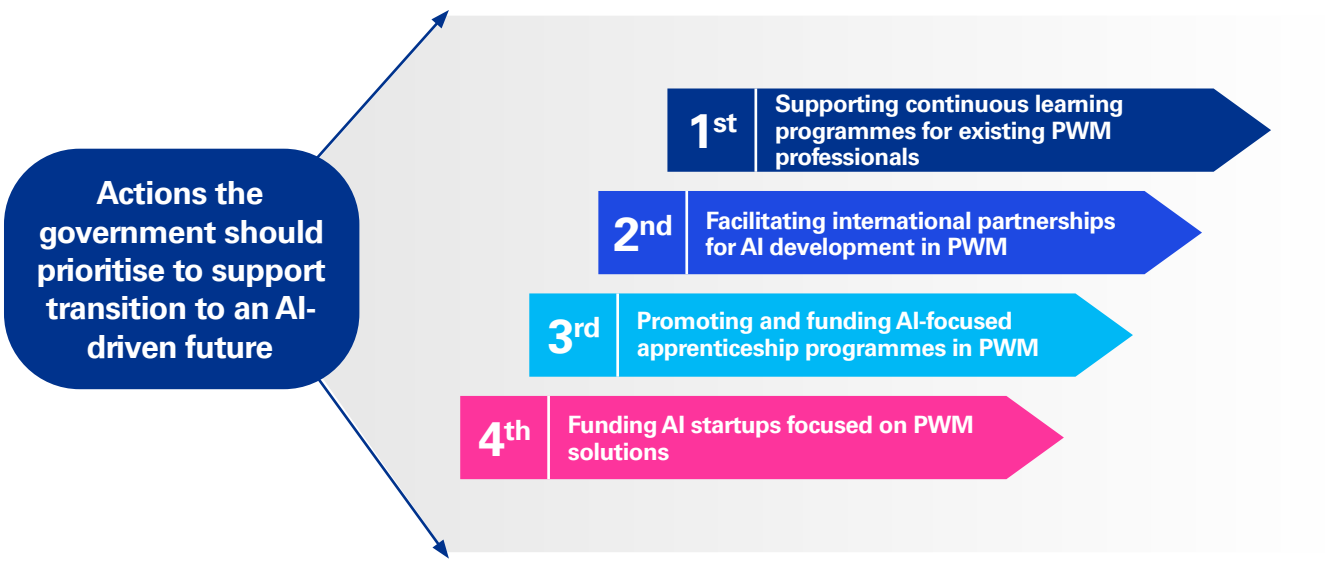 Actions the
government should
prioritise to support
transition to an AI-
driven future
1st
Supporting continuous learning
programmes for existing PWM
professionals
2nd
Facilitating international partnerships
for AI development in PWM
3rd
Promoting and funding AI-focused
apprenticeship programmes in PWM
4th
Funding AI startups focused on PWM
solutions